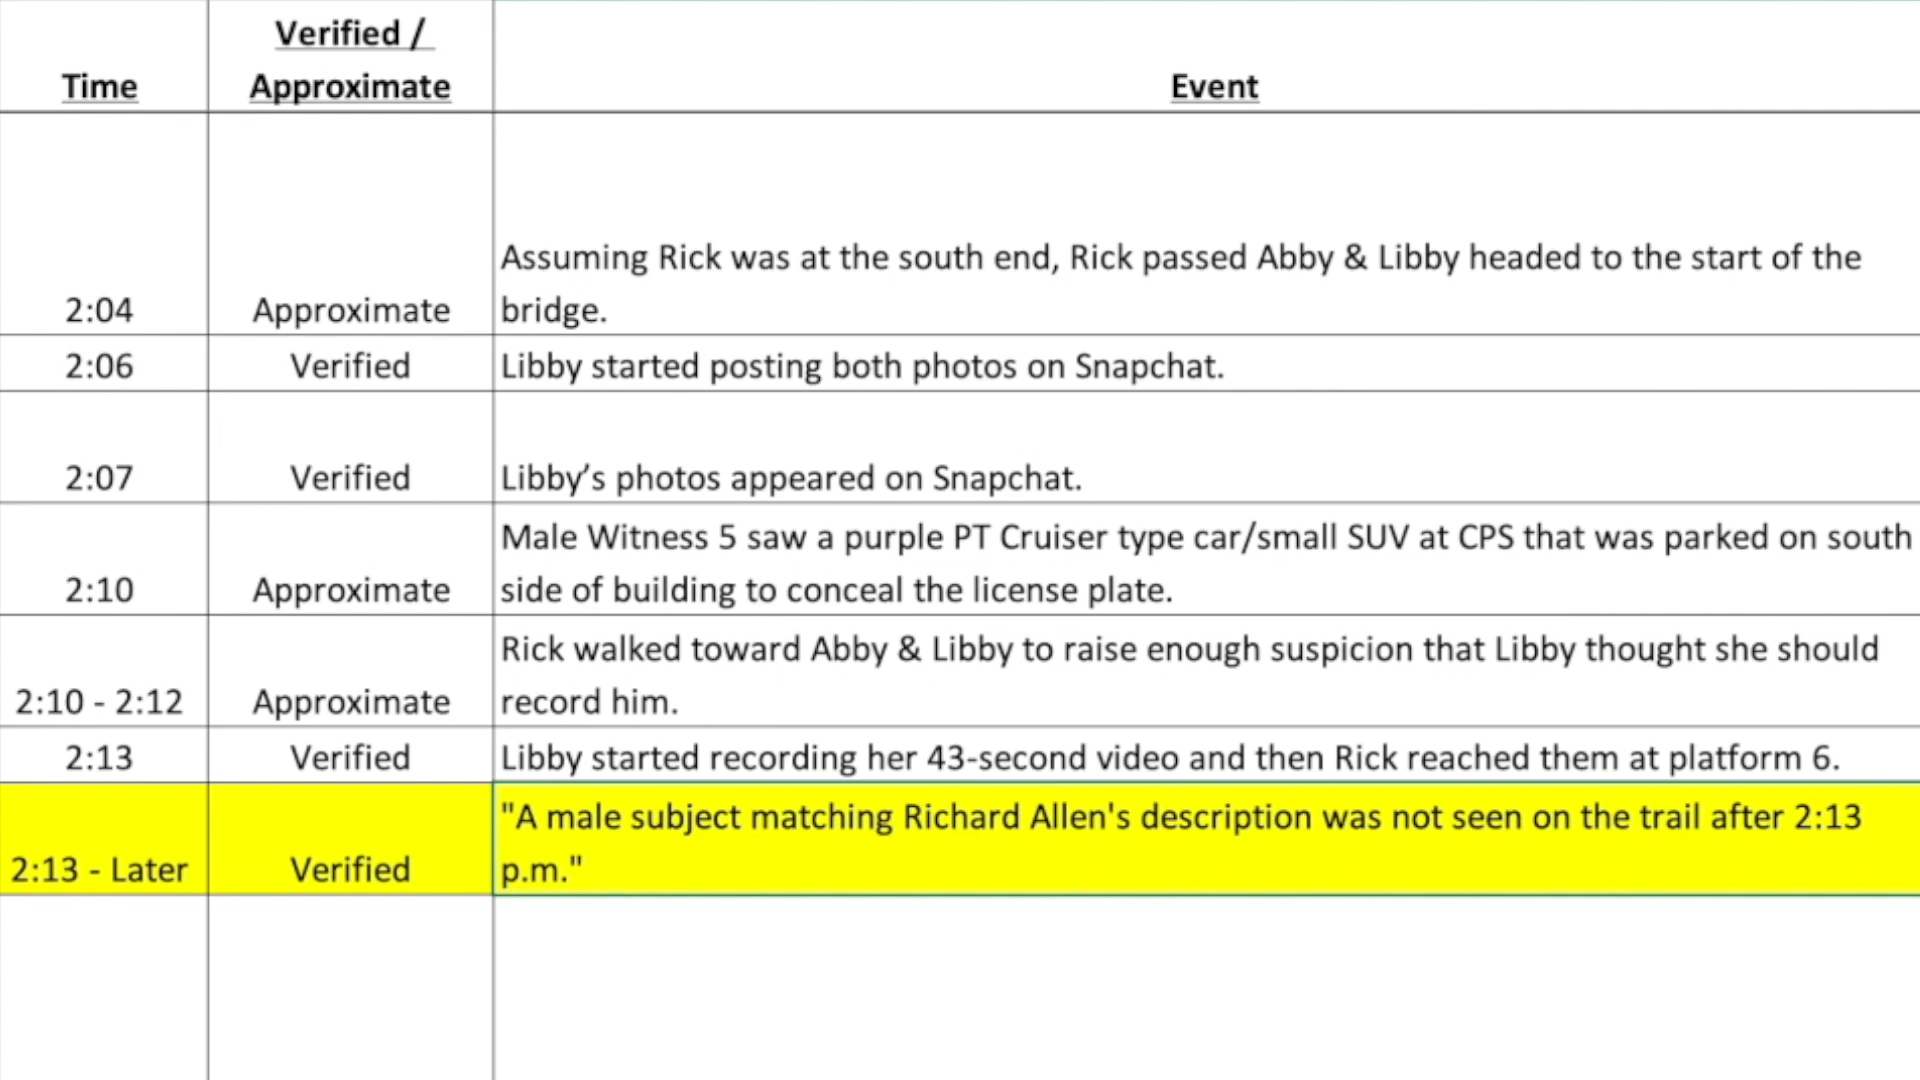 Verified /
Time Approximate Event
Assuming Rick was at the south end, Rick passed Abby & Libby headed to the start of the
2:04 Approximate bridge.
2:06 Verified Libby started posting both photos on Snapchat.
2:07 Verified Libby’s photos appeared on Snapchat.
Male Witness 5 saw a purple PT Cruiser type car/small SUV at CPS that was parked on south
2:10 Approximate side of building to conceal the license plate.
Rick walked toward Abby & Libby to raise enough suspicion that Libby thought she should
2:10 - 2:12 Approximate record him.
2:13 Verified Libby started recording her 43-second video and then Rick reached them at platform 6.
"A male subject matching Richard Allen's description was not seen on the trail after 2:13
2:13 - Later Verified p.m."